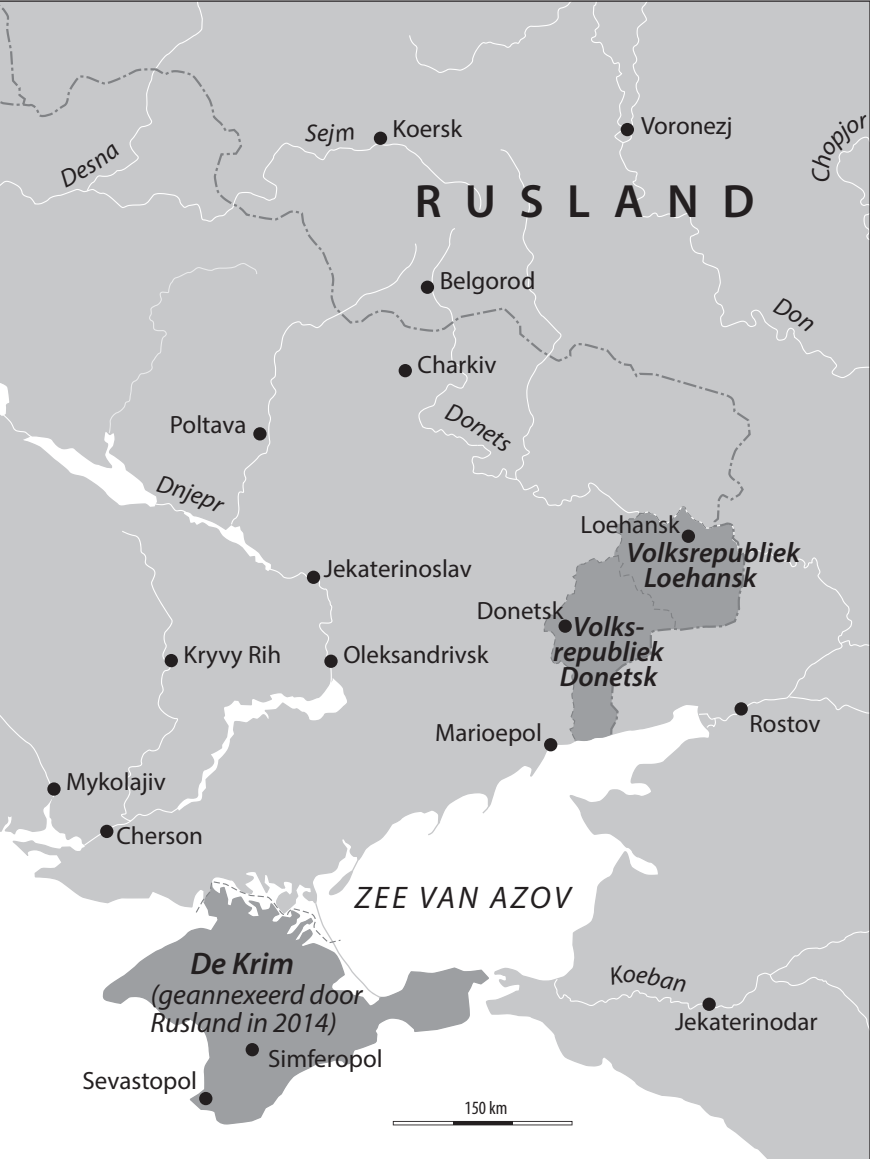 Koersk
Sejm
Voronezj
Chopjor
Desna
RUSLAND
Belgorod
Don
Charkiv
Donets
Poltava
Dnjepr
Loehansk
Volksrepubliek
Loehansk
Jekaterinoslav
Donetsk
Volks-
republiek
Donetsk
Kryvy Rih
Oleksandrivsk
Marioepol
Rostov
Mykolajiv
Cherson
ZEE VAN AZOV
De Krim
(geannexeerd door
Rusland in 2014)
Koeban
Jekaterinodar
Simferopol
Sevastopol
150 km